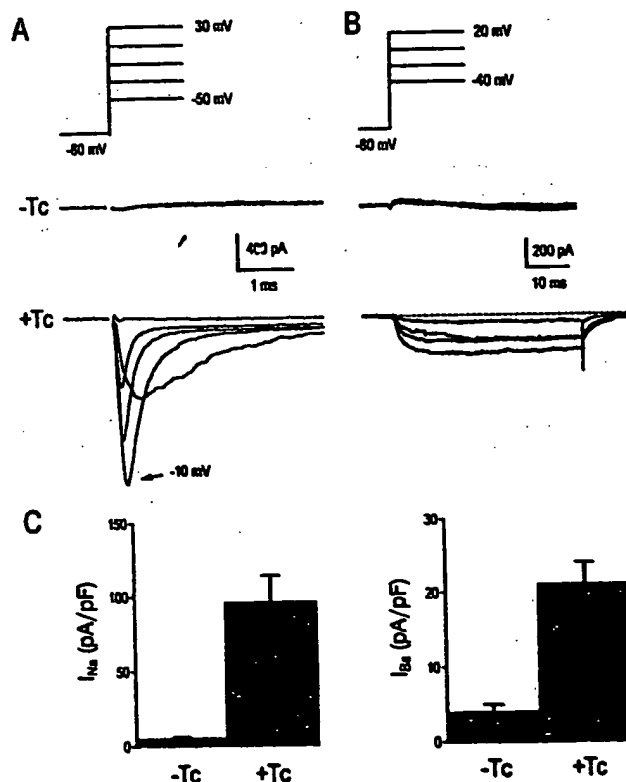 A
30 mV
-50 mV
-80 mV
B
20 mV
-40 mV
-80 mV
-Tc
400 pA
1 ms
200 pA
10 ms
+Tc
-10 mV
C
150
100
50
0
I Na (pA/pF)
-Tc
+Tc
30
20
10
0
I Ba (pA/pF)
-Tc
+Tc